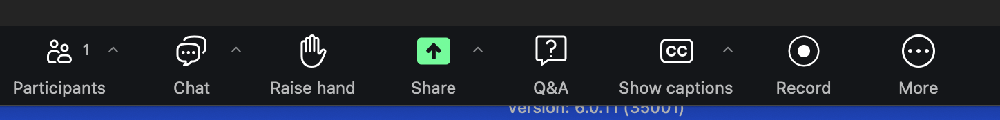 1
CC
Participants
Chat
Raise hand
Share
Q&A
Show captions
Record
More
Version: 6.0.11 (35001)